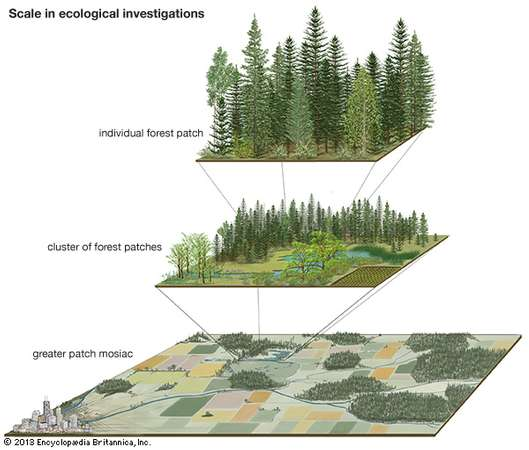 Scale in ecological investigations
individual forest patch
cluster of forest patches
greater patch mosiac
© 2013 Encyclopædia Britannica, Inc.